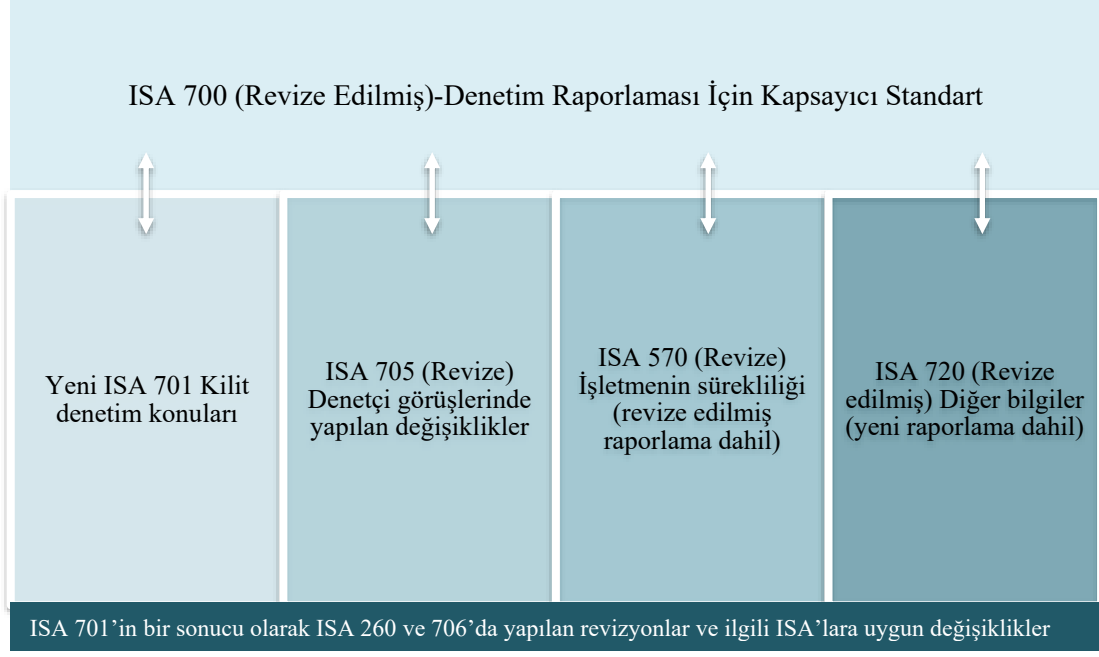 ISA 700 (Revize Edilmiş)-Denetim Raporlaması İçin Kapsayıcı Standart
Yeni ISA 701 Kilit
denetim konuları
ISA 705 (Revize)
Denetçi görüşlerinde
yapılan değişiklikler
ISA 570 (Revize)
İşletmenin sürekliliği
(revize edilmiş
raporlama dahil)
ISA 720 (Revize
edilmiş) Diğer bilgiler
(yeni raporlama dahil)
ISA 701’in bir sonucu olarak ISA 260 ve 706’da yapılan revizyonlar ve ilgili ISA’lara uygun değişiklikler